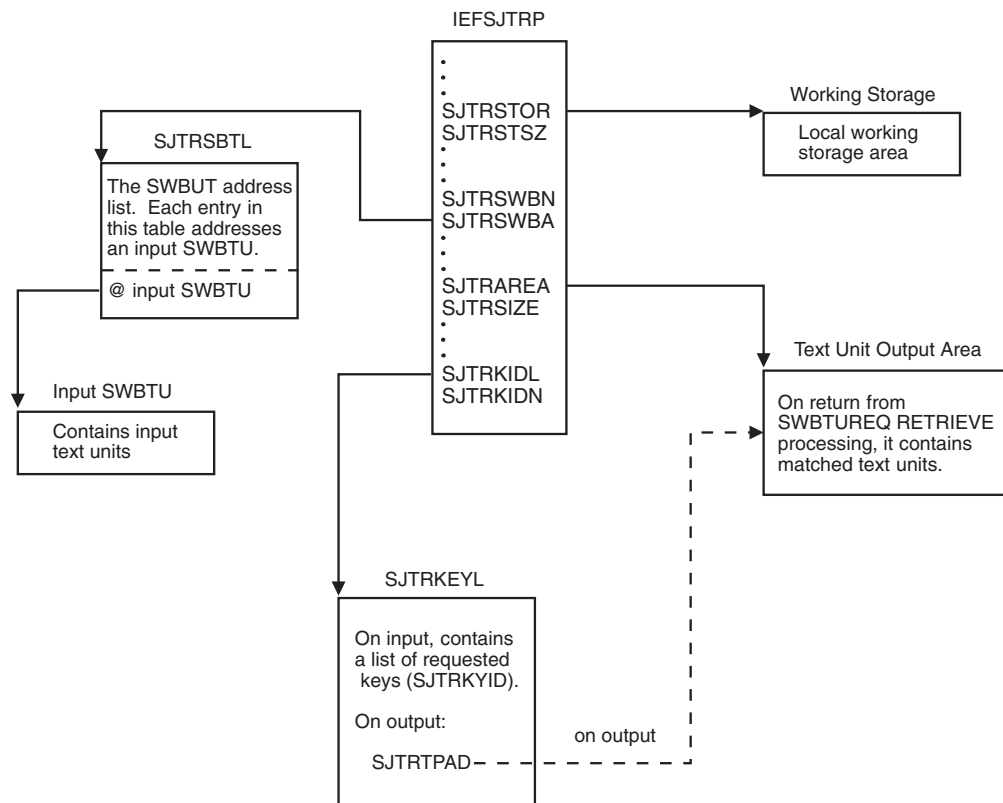 IEFSJTRP
SJTRSTOR
SJTRSTSZ
SJTRSWBN
SJTRSWBA
SJTRAREA
SJTRSIZE
SJTRKIDL
SJTRKIDN
Working Storage
Local working
storage area
SJTRSBTL
The SWBUT address
list. Each entry in
this table addresses
an input SWBTU.
@ input SWBTU
Input SWBTU
Contains input
text units
Text Unit Output Area
On return from
SWBTUREQ RETRIEVE
processing, it contains
matched text units.
SJTRKEYL
On input, contains
a list of requested
keys (SJTRKYID).
On output:
SJTRTPAD
on output